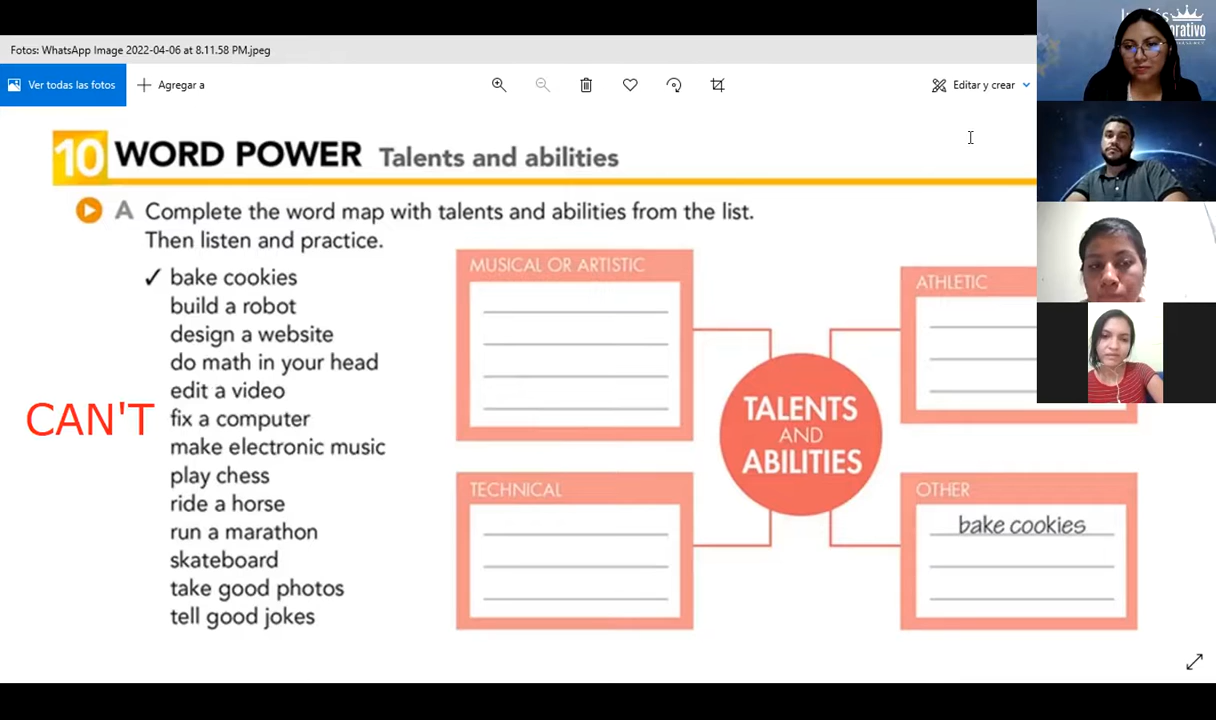 Fotos: WhatsApp Image 2022-04-06 at 8.11.58 PM.jpeg
Ver todas las fotos
Agregar a
Editar y crear
10 WORD POWER Talents and abilities
A Complete the word map with talents and abilities from the list.
Then listen and practice.
✓ bake cookies
build a robot
design a website
do math in your head
edit a video
fix a computer
make electronic music
play chess
ride a horse
run a marathon
skateboard
take good photos
tell good jokes
CAN'T
MUSICAL OR ARTISTIC
ATHLETIC
TALENTS
AND
ABILITIES
TECHNICAL
OTHER
bake cookies